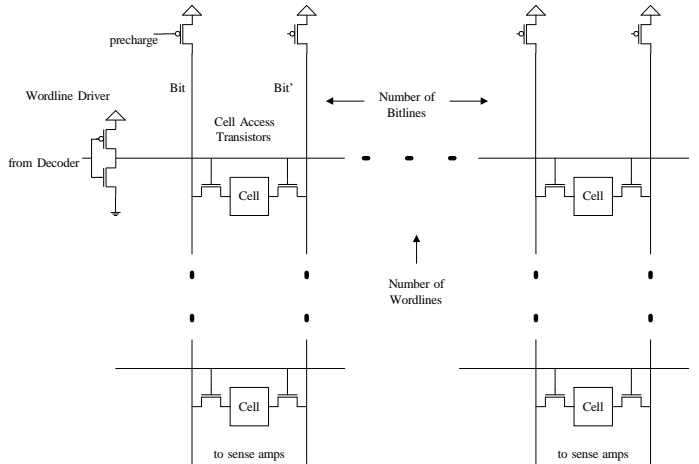 precharge
Bit
Bit'
Number of
Bitlines
Wordline Driver
Cell Access
Transistors
from Decoder
Cell
Cell
Number of
Wordlines
Cell
Cell
to sense amps
to sense amps